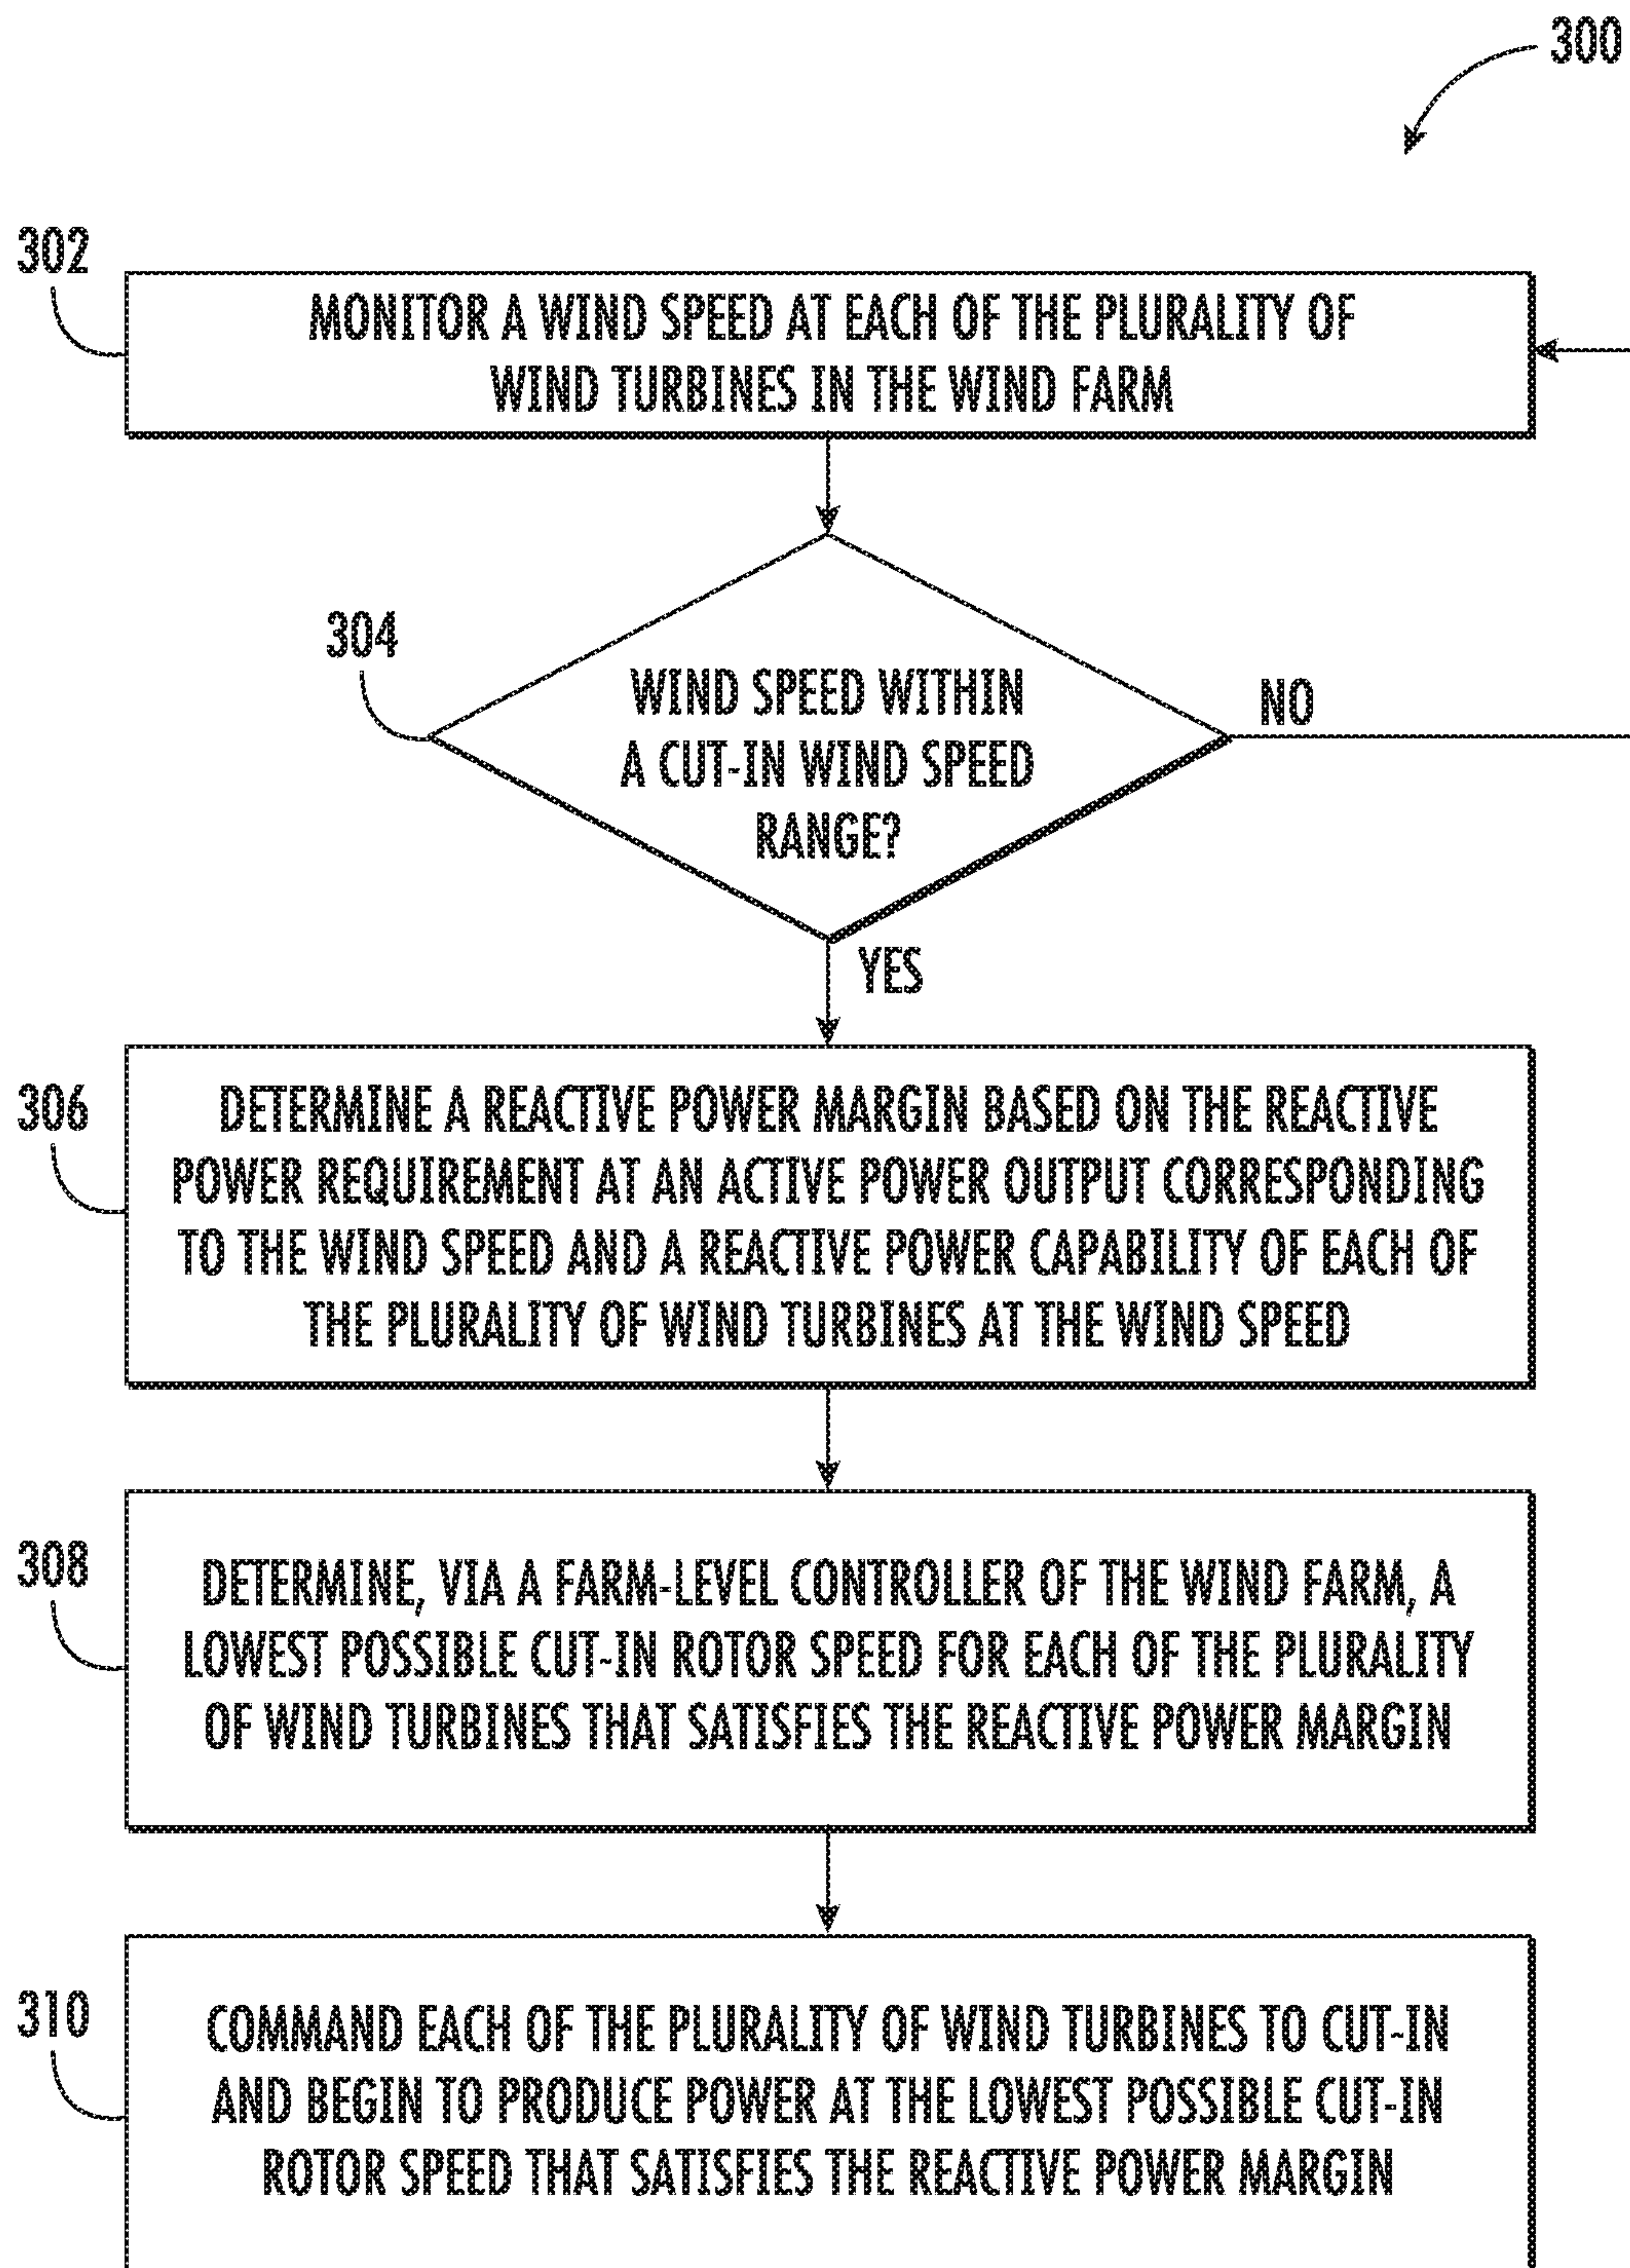 300
302
MONITOR A WIND SPEED AT EACH OF THE PLURALITY OF
WIND TURBINES IN THE WIND FARM
304
WIND SPEED WITHIN
A CUT-IN WIND SPEED
RANGE?
NO
YES
306
DETERMINE A REACTIVE POWER MARGIN BASED ON THE REACTIVE
POWER REQUIREMENT AT AN ACTIVE POWER OUTPUT CORRESPONDING
TO THE WIND SPEED AND A REACTIVE POWER CAPABILITY OF EACH OF
THE PLURALITY OF WIND TURBINES AT THE WIND SPEED
308
DETERMINE, VIA A FARM-LEVEL CONTROLLER OF THE WIND FARM, A
LOWEST POSSIBLE CUT-IN ROTOR SPEED FOR EACH OF THE PLURALITY
OF WIND TURBINES THAT SATISFIES THE REACTIVE POWER MARGIN
310
COMMAND EACH OF THE PLURALITY OF WIND TURBINES TO CUT-IN
AND BEGIN TO PRODUCE POWER AT THE LOWEST POSSIBLE CUT-IN
ROTOR SPEED THAT SATISFIES THE REACTIVE POWER MARGIN